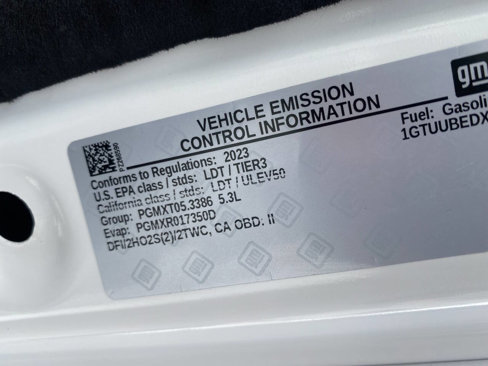 gm
VEHICLE EMISSION
CONTROL INFORMATION
Fuel: Gasoli
1GTUUBEDX
Conforms to Regulations: 2023
U.S. EPA class / stds: LDT / TIER3
California class / stds: LDT / ULEV50
Group: PGMXT05.3386 5.3L
Evap: PGMXR017350D
DFI/2HO2S(2)/2TWC, CA OBD: II